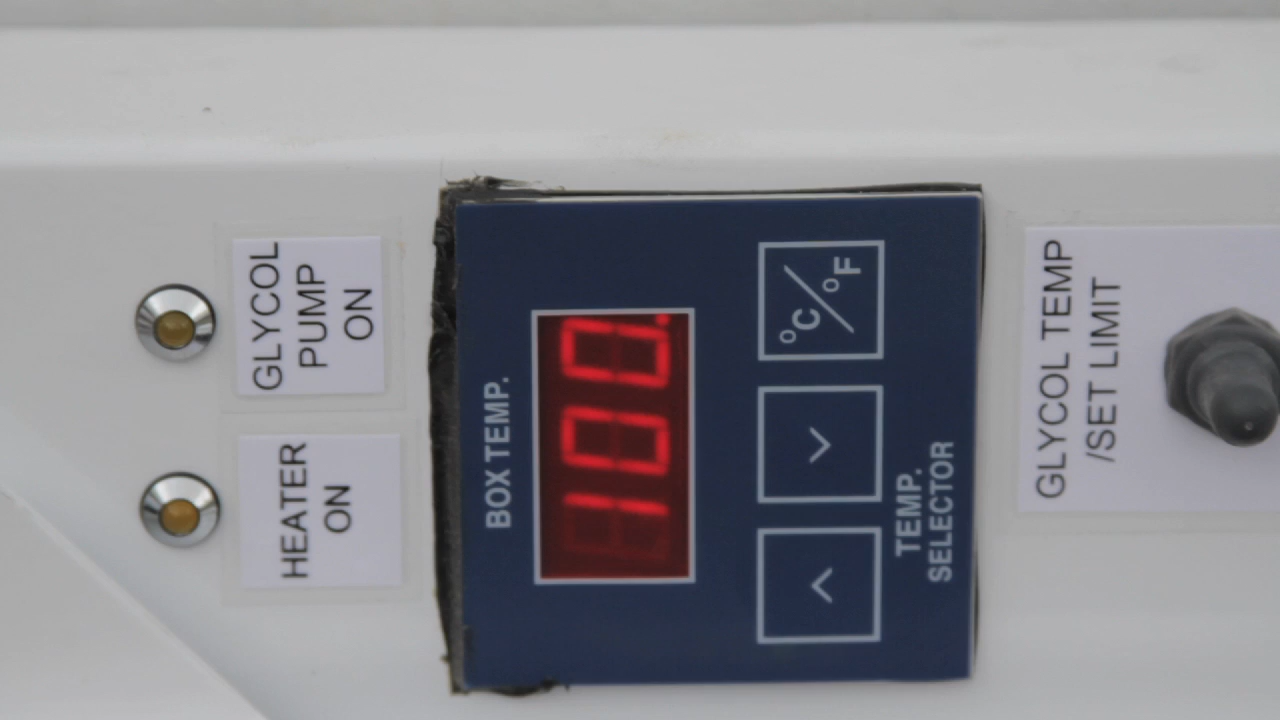 GLYCOL
PUMP
ON
HEATER
ON
BOX TEMP.
100.
°C/°F
TEMP.
SELECTOR
GLYCOL TEMP
/SET LIMIT